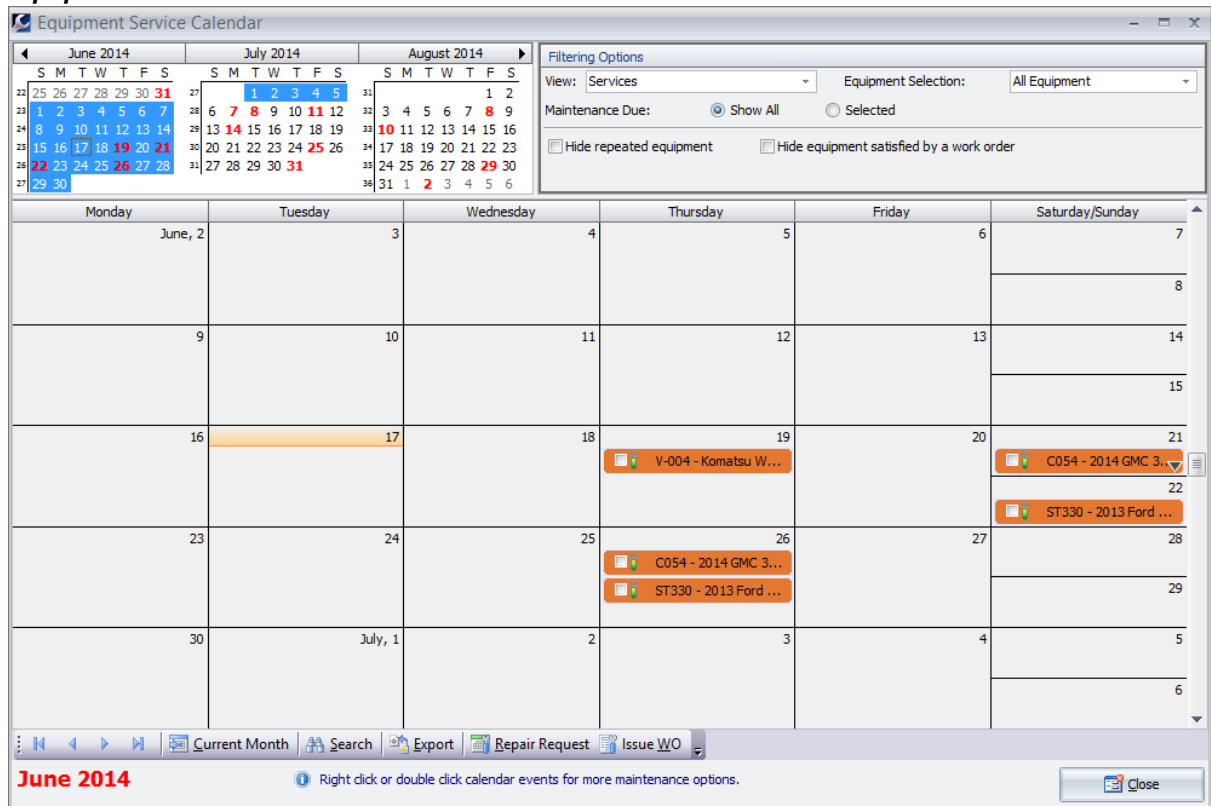 Equipment Service Calendar
June 2014 July 2014 August 2014
S M T W T F S S M T W T F S S M T W T F S
22 25 26 27 28 29 30 31 27 1 2 3 4 5 31 1 2
23 1 2 3 4 5 6 7 28 6 7 8 9 10 11 12 32 3 4 5 6 7 8 9
24 8 9 10 11 12 13 14 29 13 14 15 16 17 18 19 33 10 11 12 13 14 15 16
25 15 16 17 18 19 20 21 30 20 21 22 23 24 25 26 34 17 18 19 20 21 22 23
26 22 23 24 25 26 27 28 31 27 28 29 30 31 35 24 25 26 27 28 29 30
27 29 30 36 31 1 2 3 4 5 6
Filtering Options
View: Services Equipment Selection: All Equipment
Maintenance Due: Show All Selected
Hide repeated equipment Hide equipment satisfied by a work order
Monday Tuesday Wednesday Thursday Friday Saturday/Sunday
June, 2 3 4 5 6 7
8
9 10 11 12 13 14
15
16 17 18 19 20 21
V-004 - Komatsu W... C054 - 2014 GMC 3...
22
ST330 - 2013 Ford ...
23 24 25 26 27 28
C054 - 2014 GMC 3...
ST330 - 2013 Ford ... 29
30 July, 1 2 3 4 5
6
Current Month Search Export Repair Request Issue WO
June 2014 Right click or double click calendar events for more maintenance options. Close